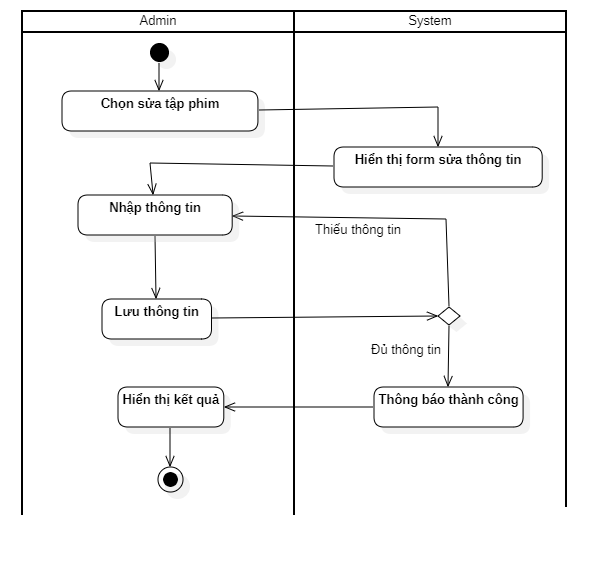 Admin
System
Chọn sửa tập phim
Hiển thị form sửa thông tin
Nhập thông tin
Thiếu thông tin
Lưu thông tin
Đủ thông tin
Hiển thị kết quả
Thông báo thành công